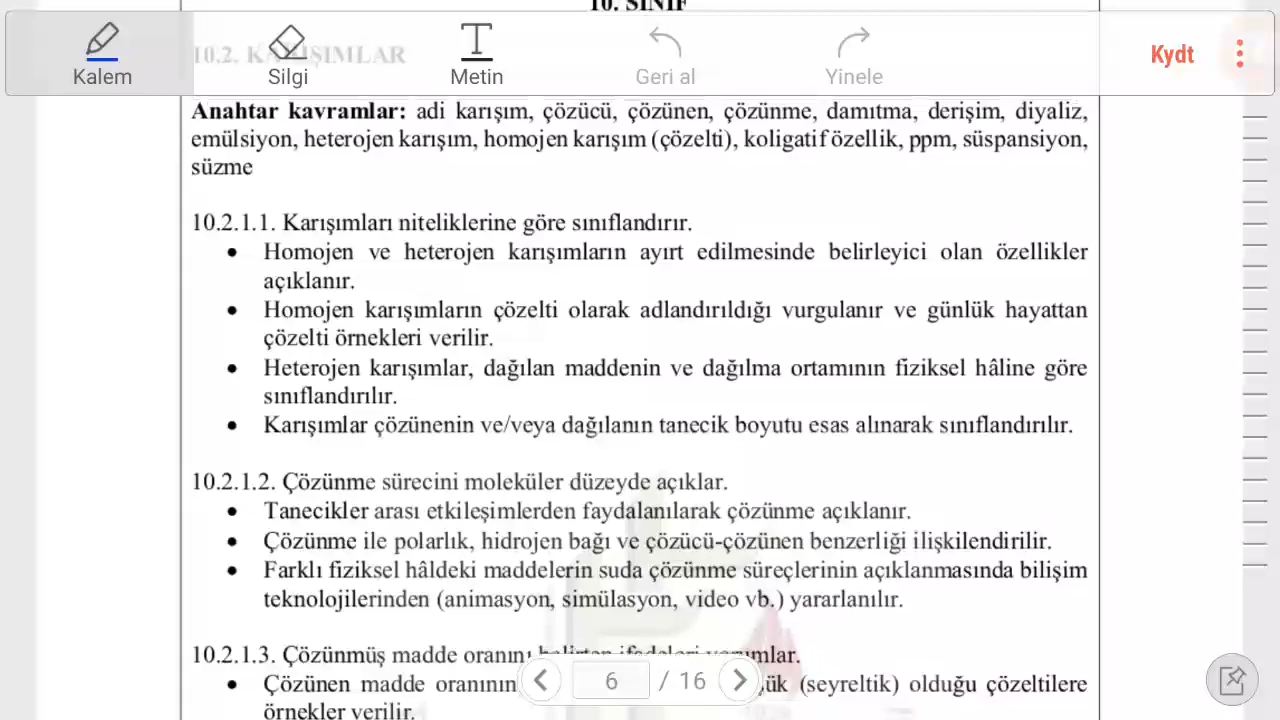 10. SINIF
10.2. KARIŞIMLAR
Kalem
Silgi
Metin
Geri al
Yinele
Kydt
Anahtar kavramlar: adi karışım, çözücü, çözünen, çözünme, damıtma, derişim, diyaliz,
emülsiyon, heterojen karışım, homojen karışım (çözelti), koligatif özellik, ppm, süspansiyon,
süzme
10.2.1.1. Karışımları niteliklerine göre sınıflandırır.
• Homojen ve heterojen karışımların ayırt edilmesinde belirleyici olan özellikler
açıklanır.
• Homojen karışımların çözelti olarak adlandırıldığı vurgulanır ve günlük hayattan
çözelti örnekleri verilir.
• Heterojen karışımlar, dağılan maddenin ve dağılma ortamının fiziksel hâline göre
sınıflandırılır.
• Karışımlar çözünenin ve/veya dağılanın tanecik boyutu esas alınarak sınıflandırılır.
10.2.1.2. Çözünme sürecini moleküler düzeyde açıklar.
• Tanecikler arası etkileşimlerden faydalanılarak çözünme açıklanır.
• Çözünme ile polarlık, hidrojen bağı ve çözücü-çözünen benzerliği ilişkilendirilir.
• Farklı fiziksel hâldeki maddelerin suda çözünme süreçlerinin açıklanmasında bilişim
teknolojilerinden (animasyon, simülasyon, video vb.) yararlanılır.
10.2.1.3. Çözünmüş madde oranını belirten ifadeleri yorumlar.
• Çözünen madde oranının (seyreltik) olduğu çözeltilere
örnekler verilir.
6 / 16